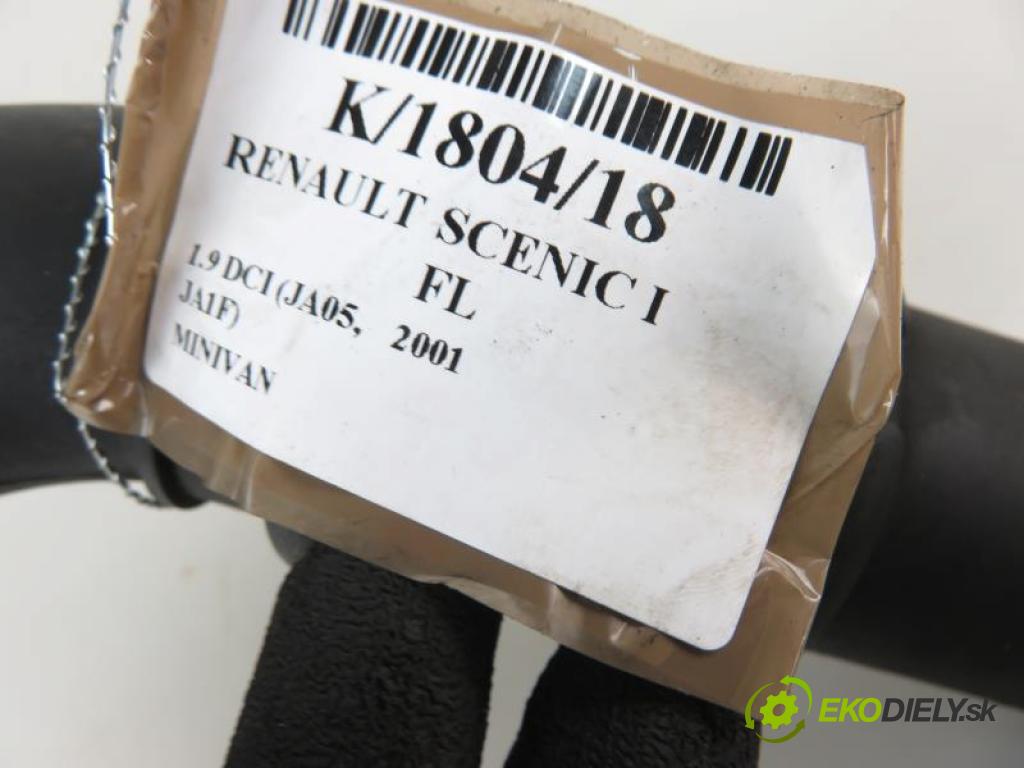 K/1804/18
RENAULT SCENIC I
FL
1.9 DCI (JA05, 2001
JA1F)
MINIVAN
EKODIELY.sk